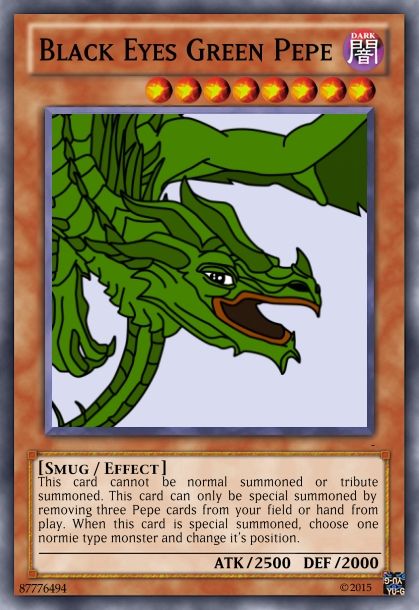 Black Eyes Green Pepe
DARK
闇
[Smug / Effect]
This card cannot be normal summoned or tribute
summoned. This card can only be special summoned by
removing three Pepe cards from your field or hand from
play. When this card is special summoned, choose one
normie type monster and change it's position.
ATK/2500 DEF/2000
87776494
©2015